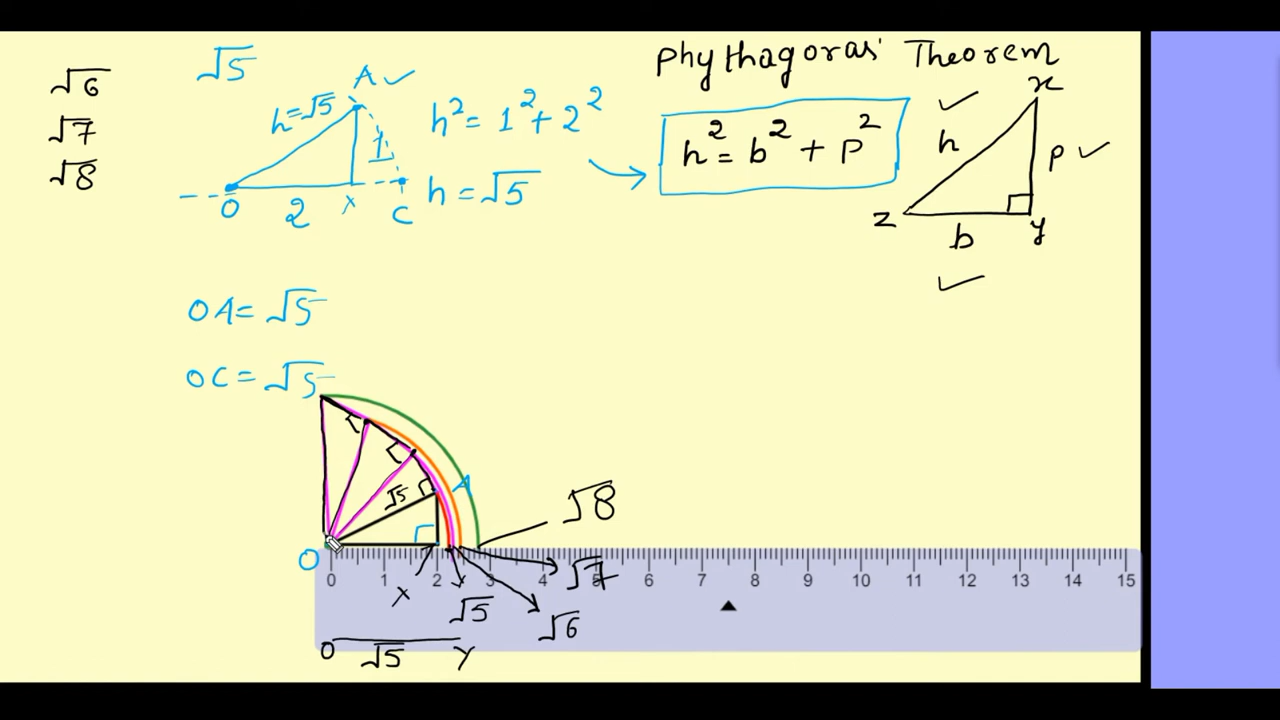 Phythagoras' Theorem
√6
√7
√8
√5
A
h=√5
1
O 2 X C
h² = 1² + 2²
h = √5
h² = b² + P²
x
h
P
z
b
y
OA = √5
OC = √5
√5
A
√8
O
0 1 2 3 4 5 6 7 8 9 10 11 12 13 14 15
X
√5
√7
√6
O √5 Y